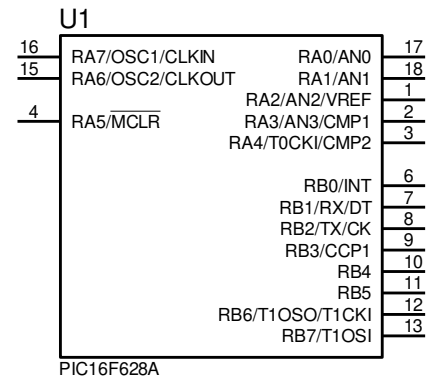 U1
16 RA7/OSC1/CLKIN RA0/AN0 17
15 RA6/OSC2/CLKOUT RA1/AN1 18
RA2/AN2/VREF 1
4 RA5/MCLR RA3/AN3/CMP1 2
RA4/T0CKI/CMP2 3
RB0/INT 6
RB1/RX/DT 7
RB2/TX/CK 8
RB3/CCP1 9
RB4 10
RB5 11
RB6/T1OSO/T1CKI 12
RB7/T1OSI 13
PIC16F628A